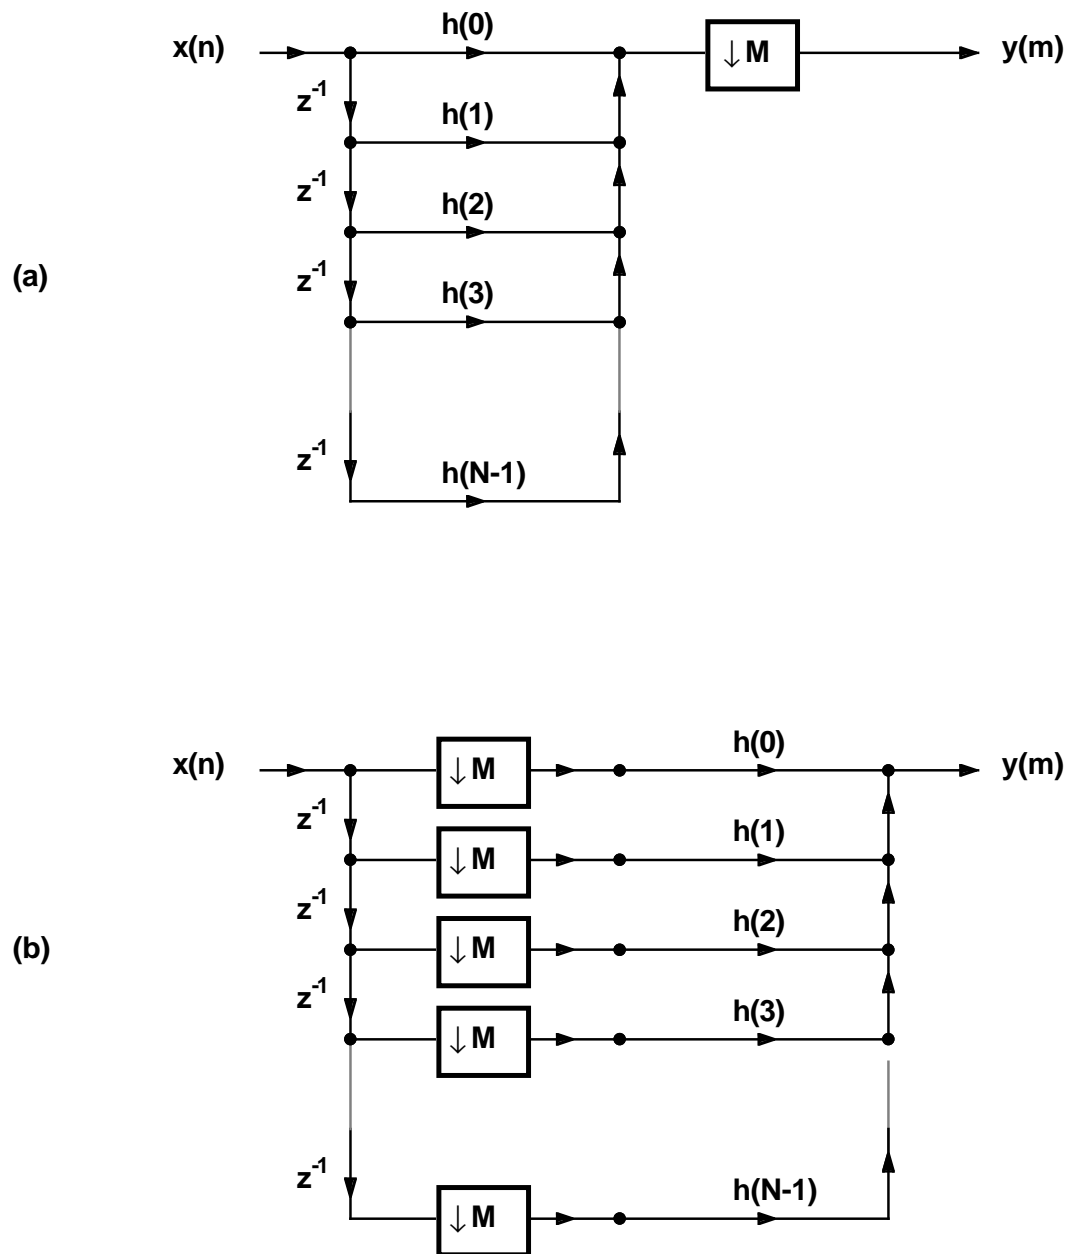 x(n) h(0) ↓M y(m)
z⁻¹
h(1)
z⁻¹
h(2)
(a) z⁻¹
h(3)
z⁻¹
h(N-1)
x(n) ↓M h(0) y(m)
z⁻¹
↓M h(1)
z⁻¹
↓M h(2)
(b)
z⁻¹
↓M h(3)
z⁻¹
↓M h(N-1)